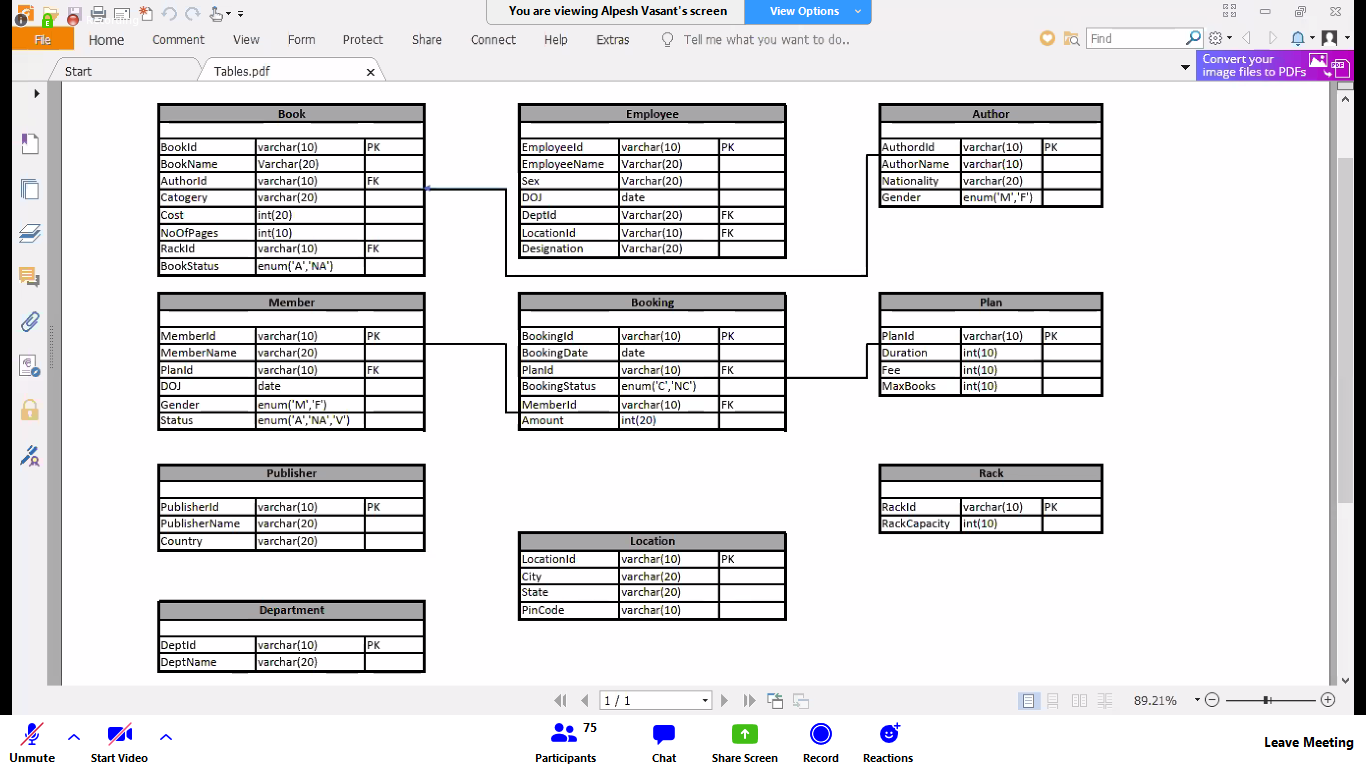 You are viewing Alpesh Vasant's screen View Options
File Home Comment View Form Protect Share Connect Help Extras Tell me what you want to do.. Find
Start Tables.pdf Convert your
image files to PDFs
Book
BookId varchar(10) PK
BookName Varchar(20)
AuthorId varchar(10) FK
Catogery varchar(20)
Cost int(20)
NoOfPages int(10)
RackId varchar(10) FK
BookStatus enum('A','NA')
Employee
EmployeeId varchar(10) PK
EmployeeName Varchar(20)
Sex Varchar(20)
DOJ date
DeptId Varchar(20) FK
LocationId Varchar(10) FK
Designation Varchar(20)
Author
AuthordId varchar(10) PK
AuthorName varchar(10)
Nationality varchar(20)
Gender enum('M','F')
Member
MemberId varchar(10) PK
MemberName varchar(20)
PlanId varchar(10) FK
DOJ date
Gender enum('M','F')
Status enum('A','NA','V')
Booking
BookingId varchar(10) PK
BookingDate date
PlanId varchar(10) FK
BookingStatus enum('C','NC')
MemberId varchar(10) FK
Amount int(20)
Plan
PlanId varchar(10) PK
Duration int(10)
Fee int(10)
MaxBooks int(10)
Publisher
PublisherId varchar(10) PK
PublisherName varchar(20)
Country varchar(20)
Rack
RackId varchar(10) PK
RackCapacity int(10)
Location
LocationId varchar(10) PK
City varchar(20)
State varchar(20)
PinCode varchar(10)
Department
DeptId varchar(10) PK
DeptName varchar(20)
1 / 1 89.21%
75
Unmute Start Video Participants Chat Share Screen Record Reactions Leave Meeting